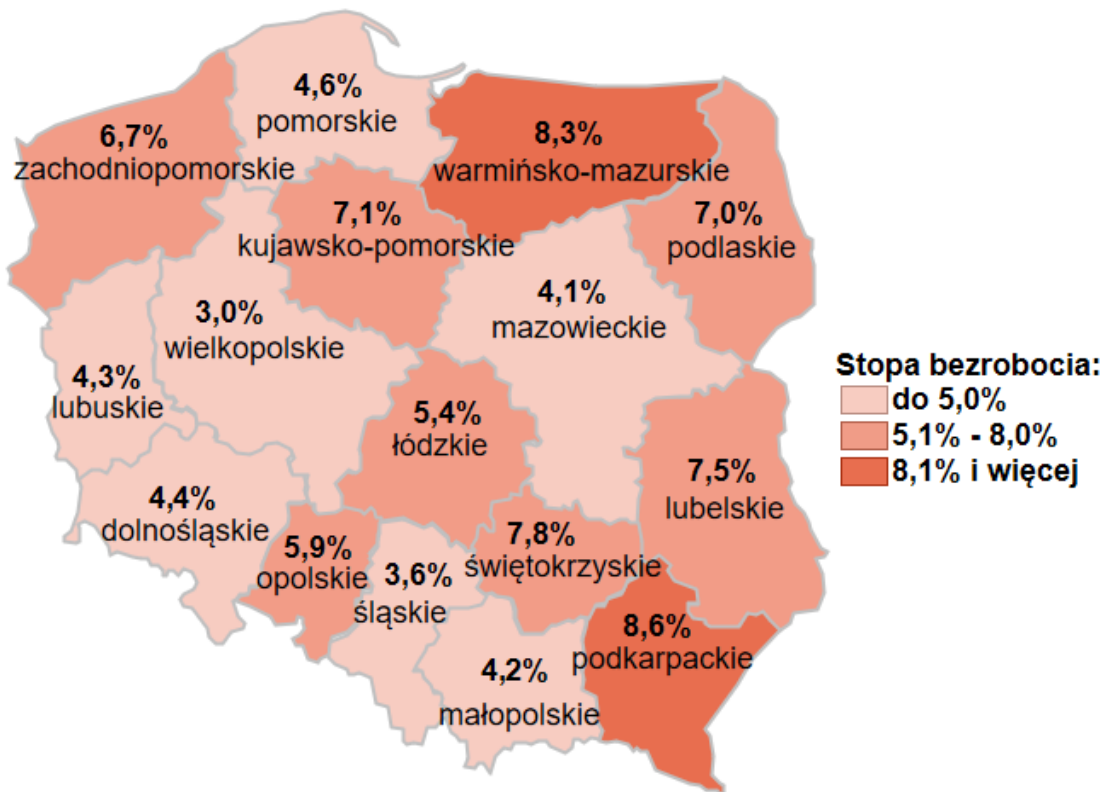 4,6%
pomorskie
6,7%
zachodniopomorskie
8,3%
warmińsko-mazurskie
7,1%
kujawsko-pomorskie
7,0%
podlaskie
3,0%
wielkopolskie
4,1%
mazowieckie
4,3%
lubuskie
5,4%
łódzkie
7,5%
lubelskie
4,4%
dolnośląskie
5,9%
opolskie
3,6%
śląskie
7,8%
świętokrzyskie
8,6%
podkarpackie
4,2%
małopolskie
Stopa bezrobocia:
do 5,0%
5,1% - 8,0%
8,1% i więcej